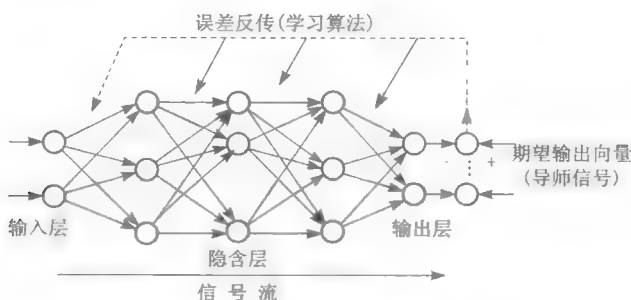 误差反传(学习算法)
期望输出向量
(导师信号)
输入层
输出层
隐含层
信号流